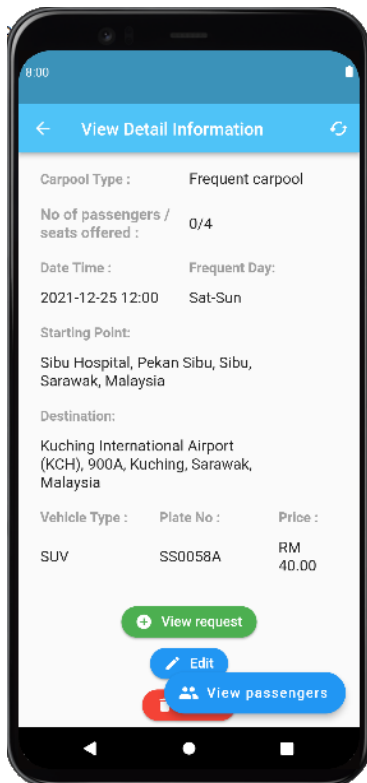 8:00
View Detail Information
Carpool Type : Frequent carpool
No of passengers /
seats offered : 0/4
Date Time : Frequent Day:
2021-12-25 12:00 Sat-Sun
Starting Point:
Sibu Hospital, Pekan Sibu, Sibu,
Sarawak, Malaysia
Destination:
Kuching International Airport
(KCH), 900A, Kuching, Sarawak,
Malaysia
Vehicle Type : Plate No : Price :
SUV SS0058A RM
40.00
View request
Edit
View passengers